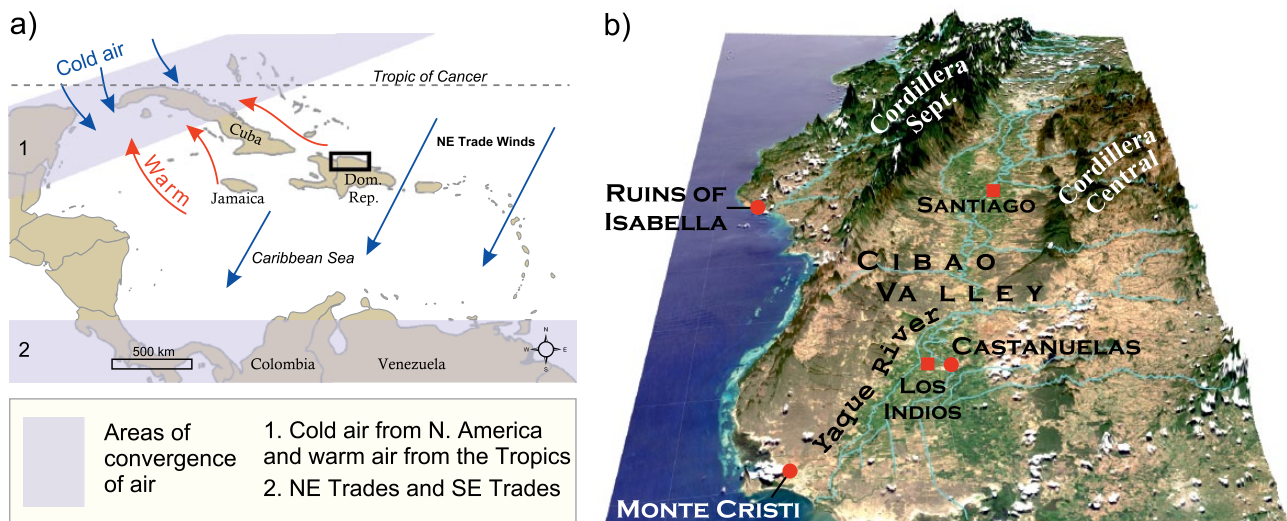 a)
Cold air
Tropic of Cancer
1
Cuba
NE Trade Winds
Warm
Jamaica
Dom.
Rep.
Caribbean Sea
2
500 km
Colombia
Venezuela
N
W
E
S
Areas of
convergence
of air
1. Cold air from N. America
and warm air from the Tropics
2. NE Trades and SE Trades
b)
Cordillera
Sept.
Cordillera
Central
RUINS OF
ISABELLA
SANTIAGO
CIBAO
VALLEY
Yaque River
CASTAÑUELAS
LOS
INDIOS
MONTE CRISTI